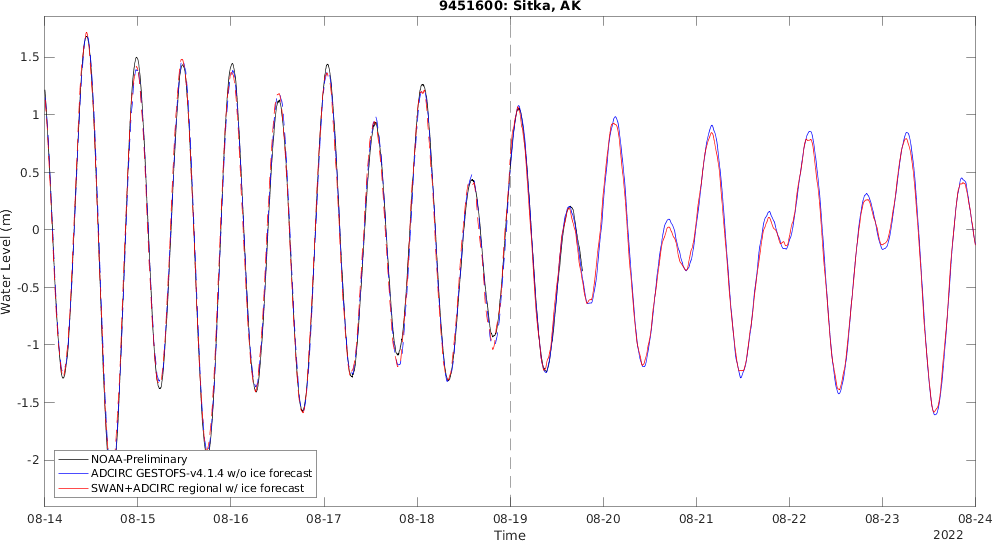 9451600: Sitka, AK
Water Level (m)
1.5
1
0.5
0
-0.5
-1
-1.5
-2
NOAA-Preliminary
ADCIRC GESTOFS-v4.1.4 w/o ice forecast
SWAN+ADCIRC regional w/ ice forecast
08-14 08-15 08-16 08-17 08-18 08-19 08-20 08-21 08-22 08-23 08-24
Time
2022